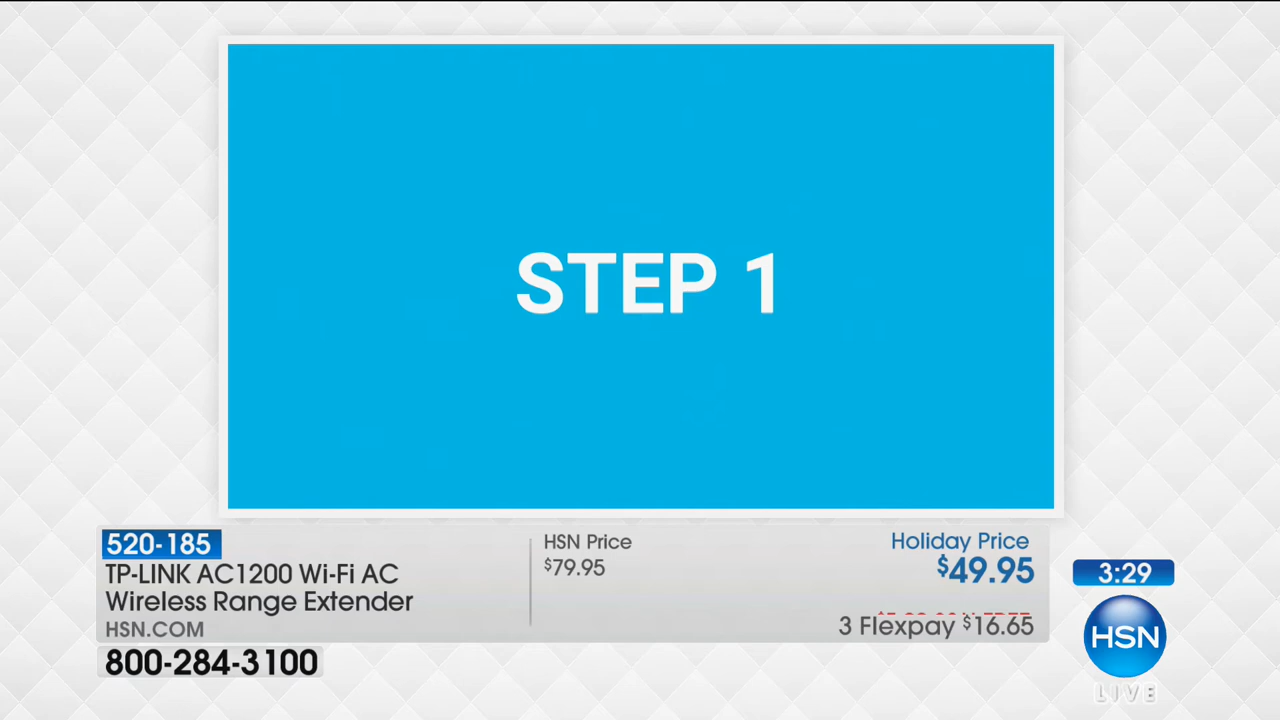 STEP 1
520-185
TP-LINK AC1200 Wi-Fi AC
Wireless Range Extender
HSN.COM
800-284-3100
HSN Price
$79.95
Holiday Price
$49.95
3 Flexpay $16.65
3:29
HSN
LIVE